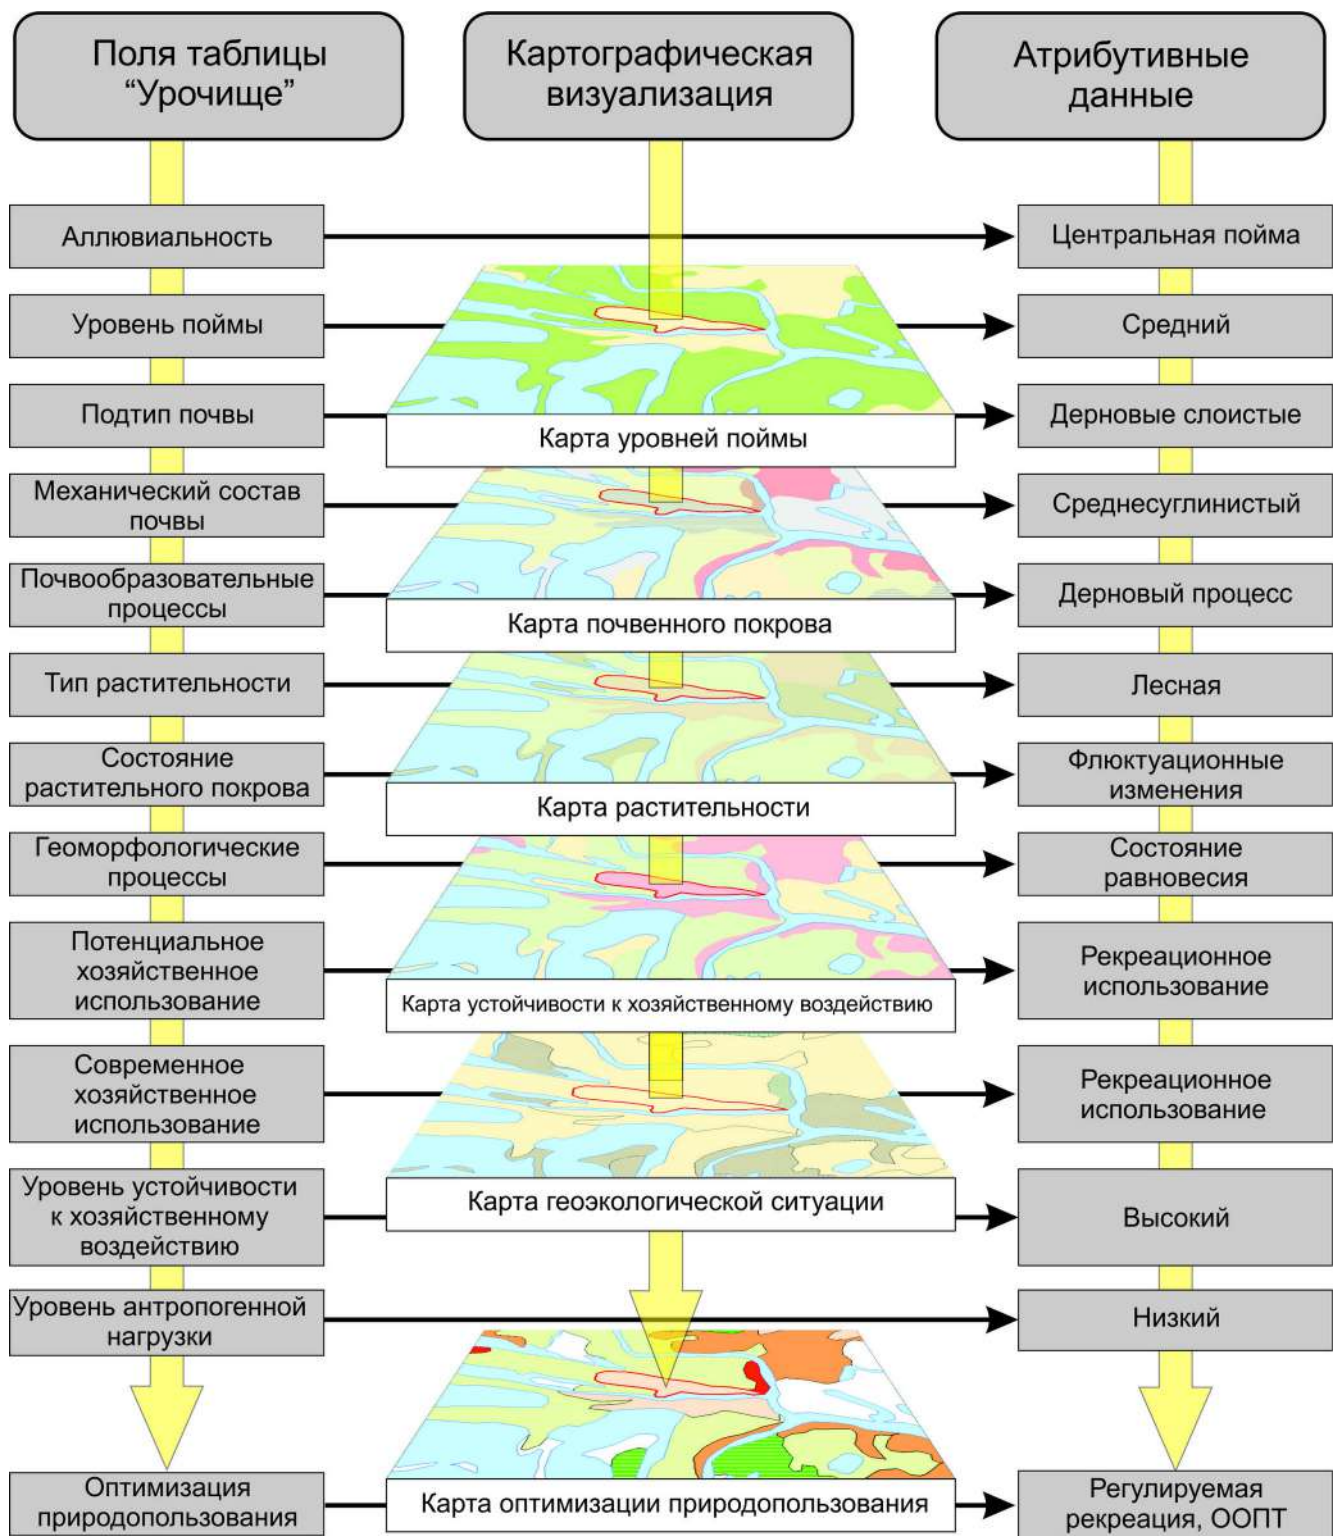 Поля таблицы
“Урочище”
Картографическая
визуализация
Атрибутивные
данные
Аллювиальность
Центральная пойма
Уровень поймы
Средний
Подтип почвы
Дерновые слоистые
Карта уровней поймы
Механический состав
почвы
Среднесуглинистый
Почвообразовательные
процессы
Дерновый процесс
Карта почвенного покрова
Тип растительности
Лесная
Состояние
растительного покрова
Флюктуационные
изменения
Карта растительности
Геоморфологические
процессы
Состояние
равновесия
Потенциальное
хозяйственное
использование
Рекреационное
использование
Карта устойчивости к хозяйственному воздействию
Современное
хозяйственное
использование
Рекреационное
использование
Уровень устойчивости
к хозяйственному
воздействию
Карта геоэкологической ситуации
Высокий
Уровень антропогенной
нагрузки
Низкий
Оптимизация
природопользования
Карта оптимизации природопользования
Регулируемая
рекреация, ООПТ